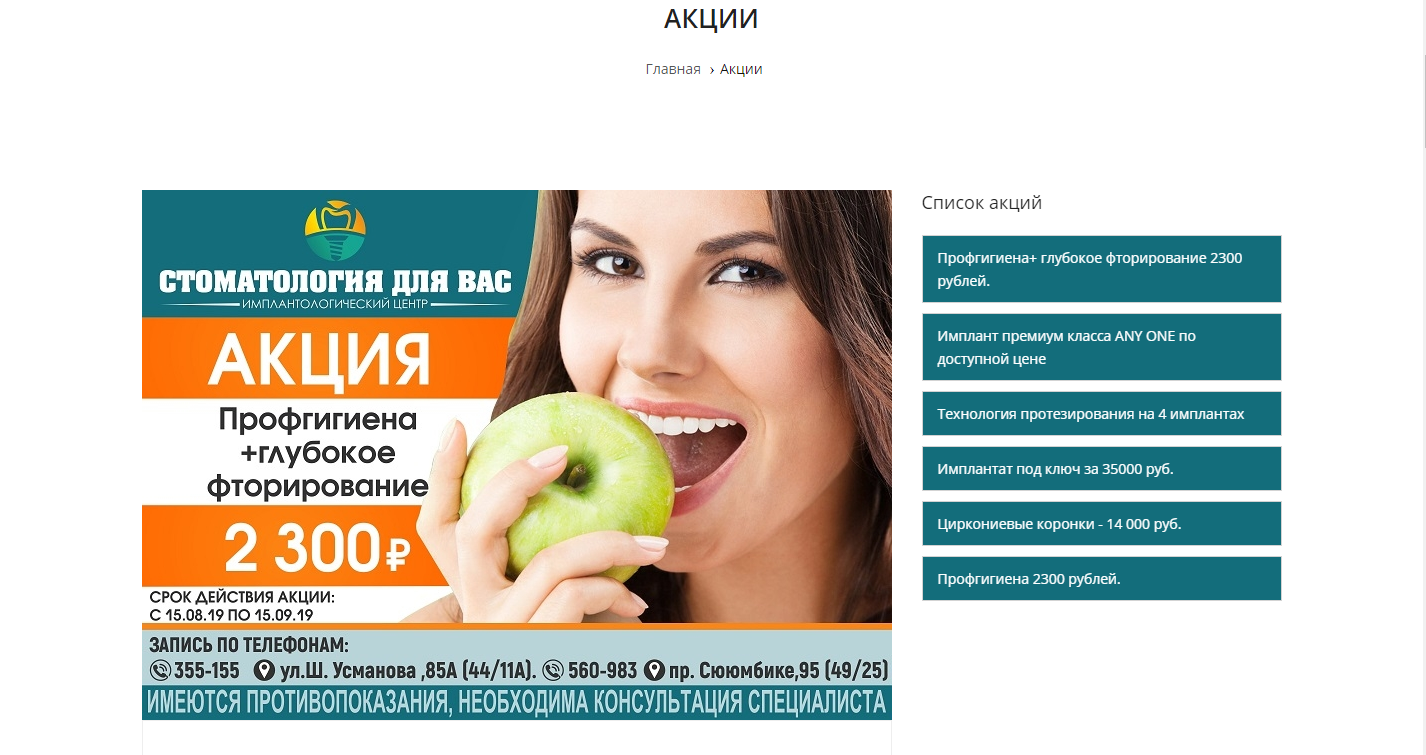 АКЦИИ
Главная › Акции
СТОМАТОЛОГИЯ ДЛЯ ВАС
ИМПЛАНТОЛОГИЧЕСКИЙ ЦЕНТР
АКЦИЯ
Профгигиена
+глубокое
фторирование
2 300₽
СРОК ДЕЙСТВИЯ АКЦИИ:
С 15.08.19 ПО 15.09.19
ЗАПИСЬ ПО ТЕЛЕФОНАМ:
355-155 ул.Ш. Усманова ,85А (44/11А). 560-983 пр. Сююмбике,95 (49/25)
ИМЕЮТСЯ ПРОТИВОПОКАЗАНИЯ, НЕОБХОДИМА КОНСУЛЬТАЦИЯ СПЕЦИАЛИСТА
Список акций
Профгигиена+ глубокое фторирование 2300
рублей.
Имплант премиум класса ANY ONE по
доступной цене
Технология протезирования на 4 имплантах
Имплантат под ключ за 35000 руб.
Циркониевые коронки - 14 000 руб.
Профгигиена 2300 рублей.